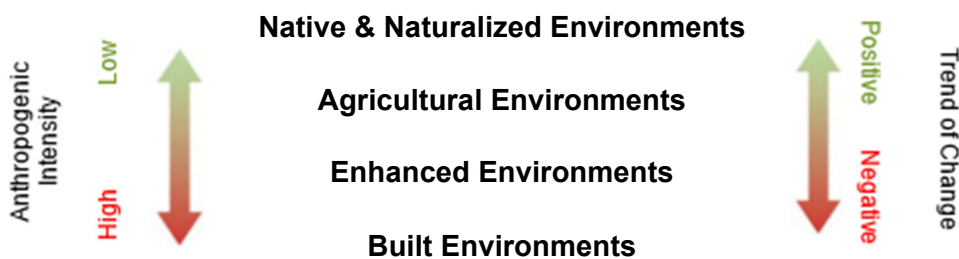 Native & Naturalized Environments
Agricultural Environments
Enhanced Environments
Built Environments
Anthropogenic
Intensity
Low
High
Positive
Negative
Trend of Change